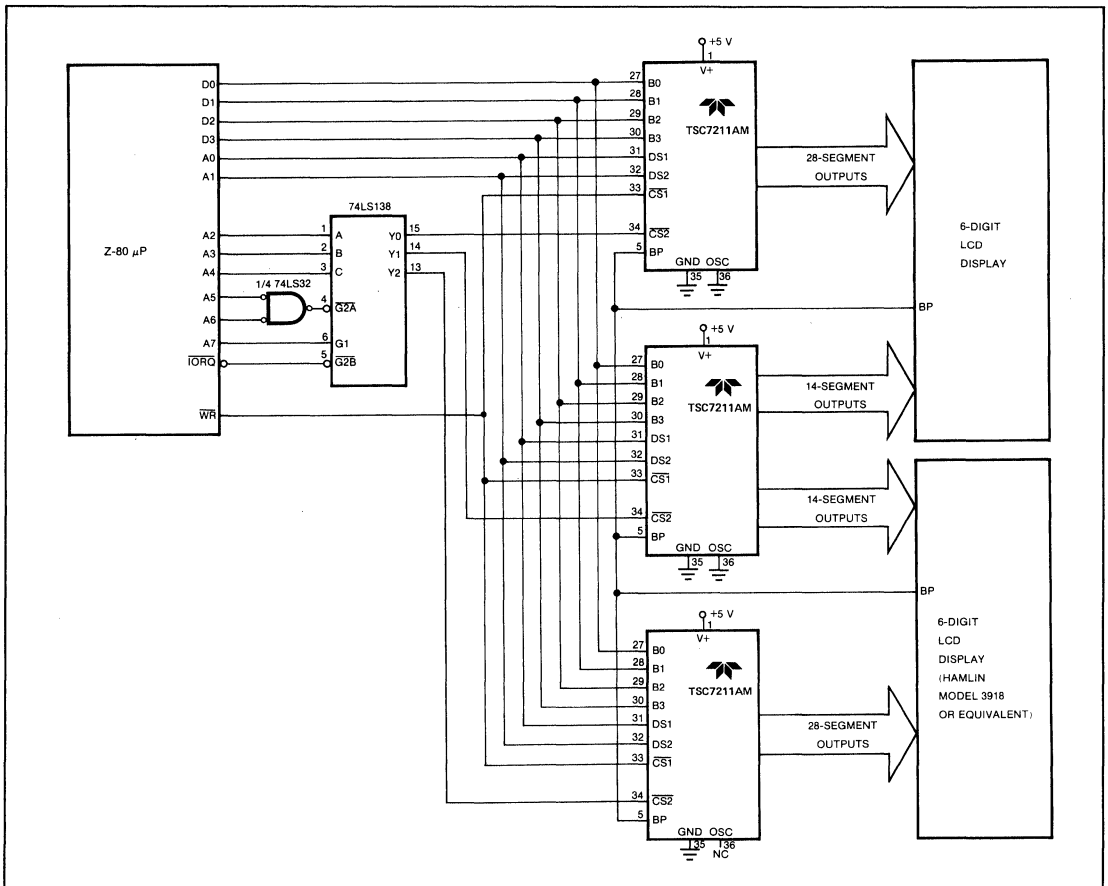 Z-80 µP
D0
D1
D2
D3
A0
A1
A2
A3
A4
A5
A6
A7
IORQ
WR
1/4 74LS32
74LS138
1 A
2 B
3 C
4 G2A
6 G1
5 G2B
Y0 15
Y1 14
Y2 13
+5 V
1
V+
27 B0
28 B1
29 B2
30 B3
31 DS1
32 DS2
33 CS1
34 CS2
5 BP
TSC7211AM
GND OSC
35 36
28-SEGMENT
OUTPUTS
6-DIGIT
LCD
DISPLAY
BP
+5 V
1
V+
27 B0
28 B1
29 B2
30 B3
31 DS1
32 DS2
33 CS1
34 CS2
5 BP
TSC7211AM
GND OSC
35 36
14-SEGMENT
OUTPUTS
14-SEGMENT
OUTPUTS
+5 V
1
V+
27 B0
28 B1
29 B2
30 B3
31 DS1
32 DS2
33 CS1
34 CS2
5 BP
TSC7211AM
GND OSC
35 36
NC
28-SEGMENT
OUTPUTS
BP
6-DIGIT
LCD
DISPLAY
(HAMLIN
MODEL 3918
OR EQUIVALENT)